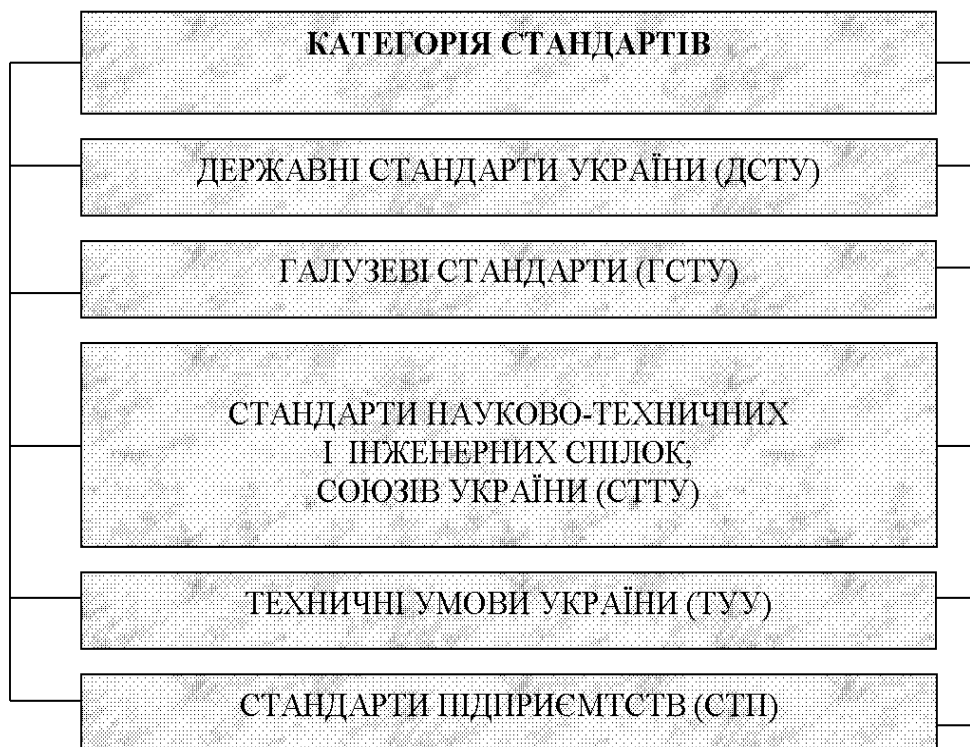 КАТЕГОРІЯ СТАНДАРТІВ
ДЕРЖАВНІ СТАНДАРТИ УКРАЇНИ (ДСТУ)
ГАЛУЗЕВІ СТАНДАРТИ (ГСТУ)
СТАНДАРТИ НАУКОВО-ТЕХНИЧНИХ
І ІНЖЕНЕРНИХ СПІЛОК,
СОЮЗІВ УКРАЇНИ (СТТУ)
ТЕХНИЧНІ УМОВИ УКРАЇНИ (ТУУ)
СТАНДАРТИ ПІДПРИЄМТСТВ (СТП)